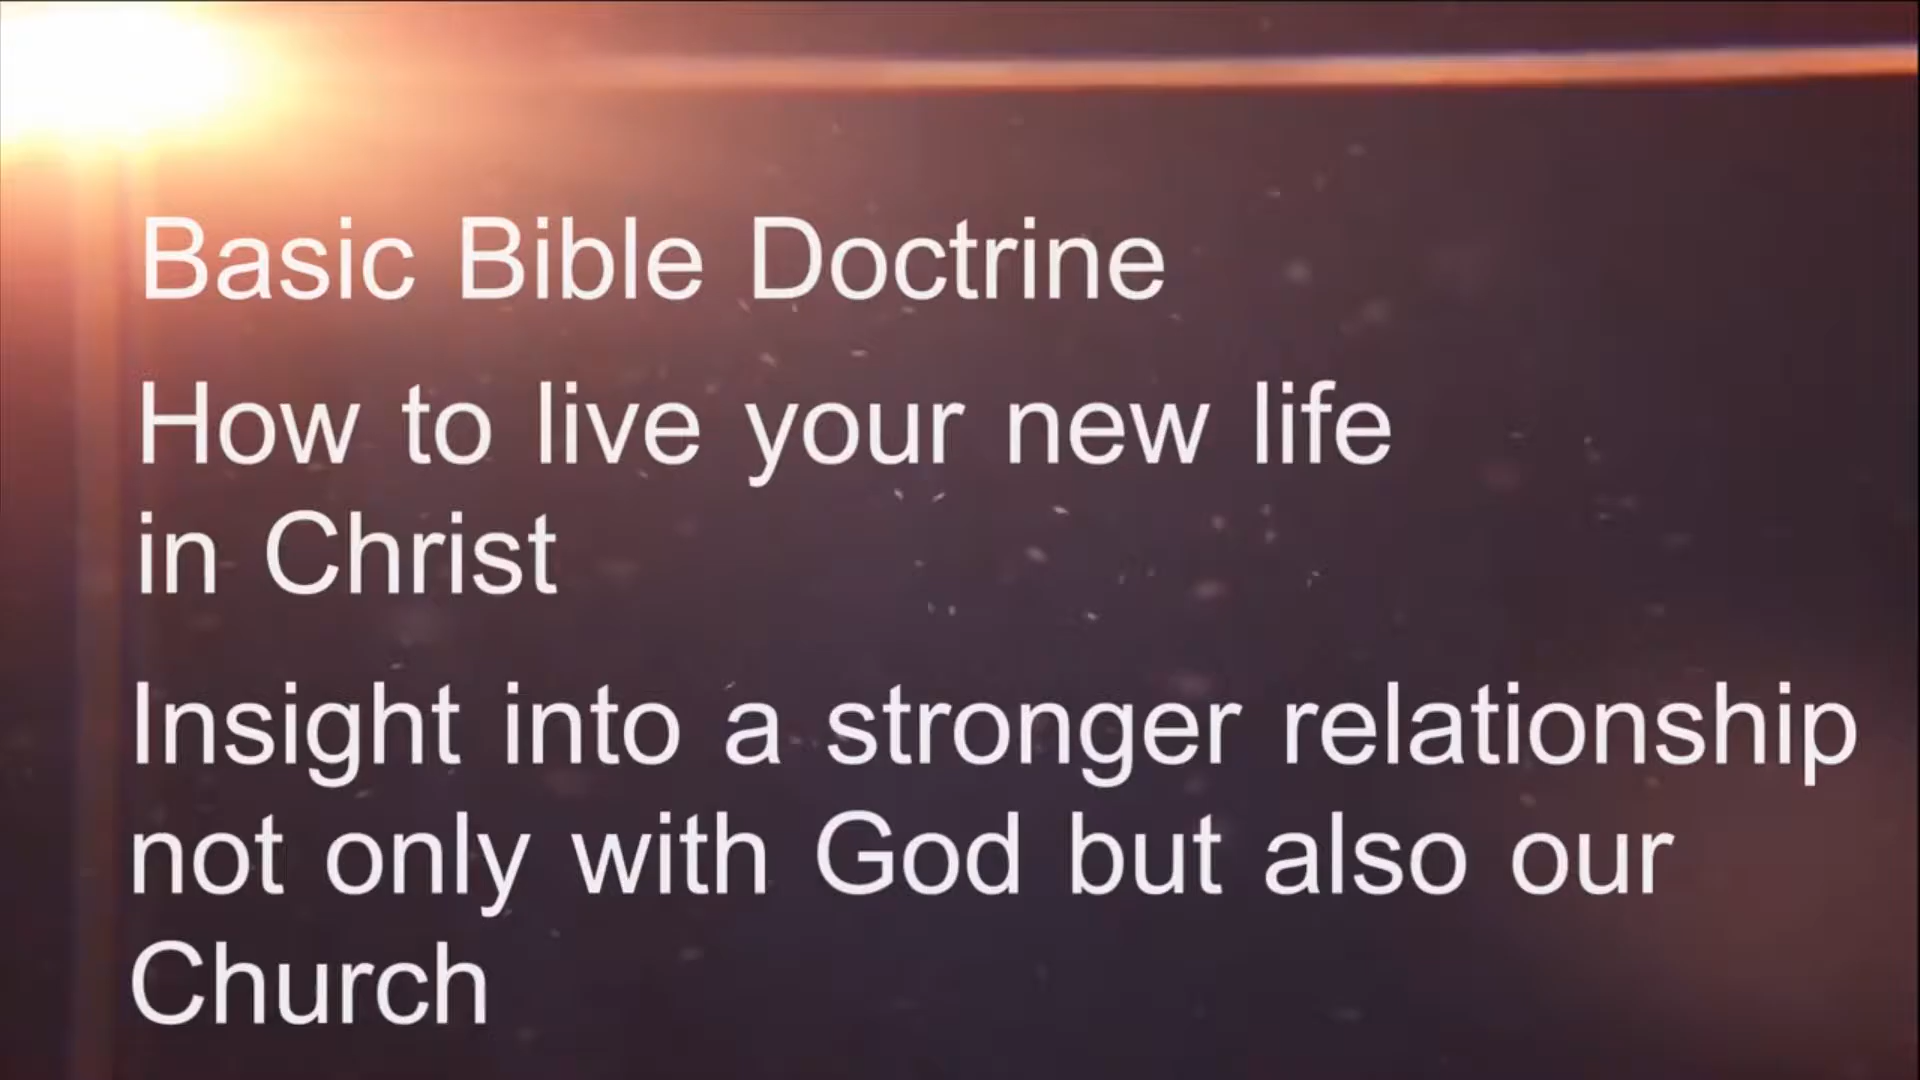 Basic Bible Doctrine
How to live your new life
in Christ
Insight into a stronger relationship
not only with God but also our
Church